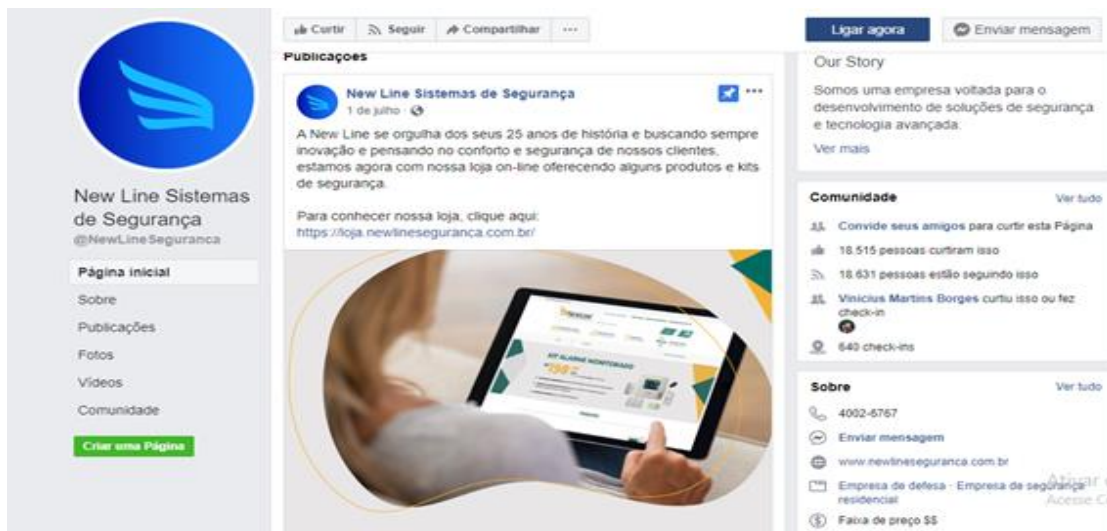 Curtir
Seguir
Compartilhar
Ligar agora
Enviar mensagem
New Line Sistemas
de Segurança
@NewLineSeguranca
Página inicial
Sobre
Publicações
Fotos
Vídeos
Comunidade
Criar uma Página
Publicações
New Line Sistemas de Segurança
1 de julho
A New Line se orgulha dos seus 25 anos de história e buscando sempre
inovação e pensando no conforto e segurança de nossos clientes,
estamos agora com nossa loja on-line oferecendo alguns produtos e kits
de segurança.
Para conhecer nossa loja, clique aqui:
https://loja.newlineseguranca.com.br/
KIT ALARME MONITORADO
Our Story
Somos uma empresa voltada para o
desenvolvimento de soluções de segurança
e tecnologia avançada.
Ver mais
Comunidade Ver tudo
Convide seus amigos para curtir esta Página
18.515 pessoas curtiram isso
18.631 pessoas estão seguindo isso
Vinicius Martins Borges curtiu isso ou fez
check-in
640 check-ins
Sobre Ver tudo
4002-6767
Enviar mensagem
www.newlineseguranca.com.br
Empresa de defesa · Empresa de segurança
residencial
Faixa de preço $$
Ativar
Acesse C